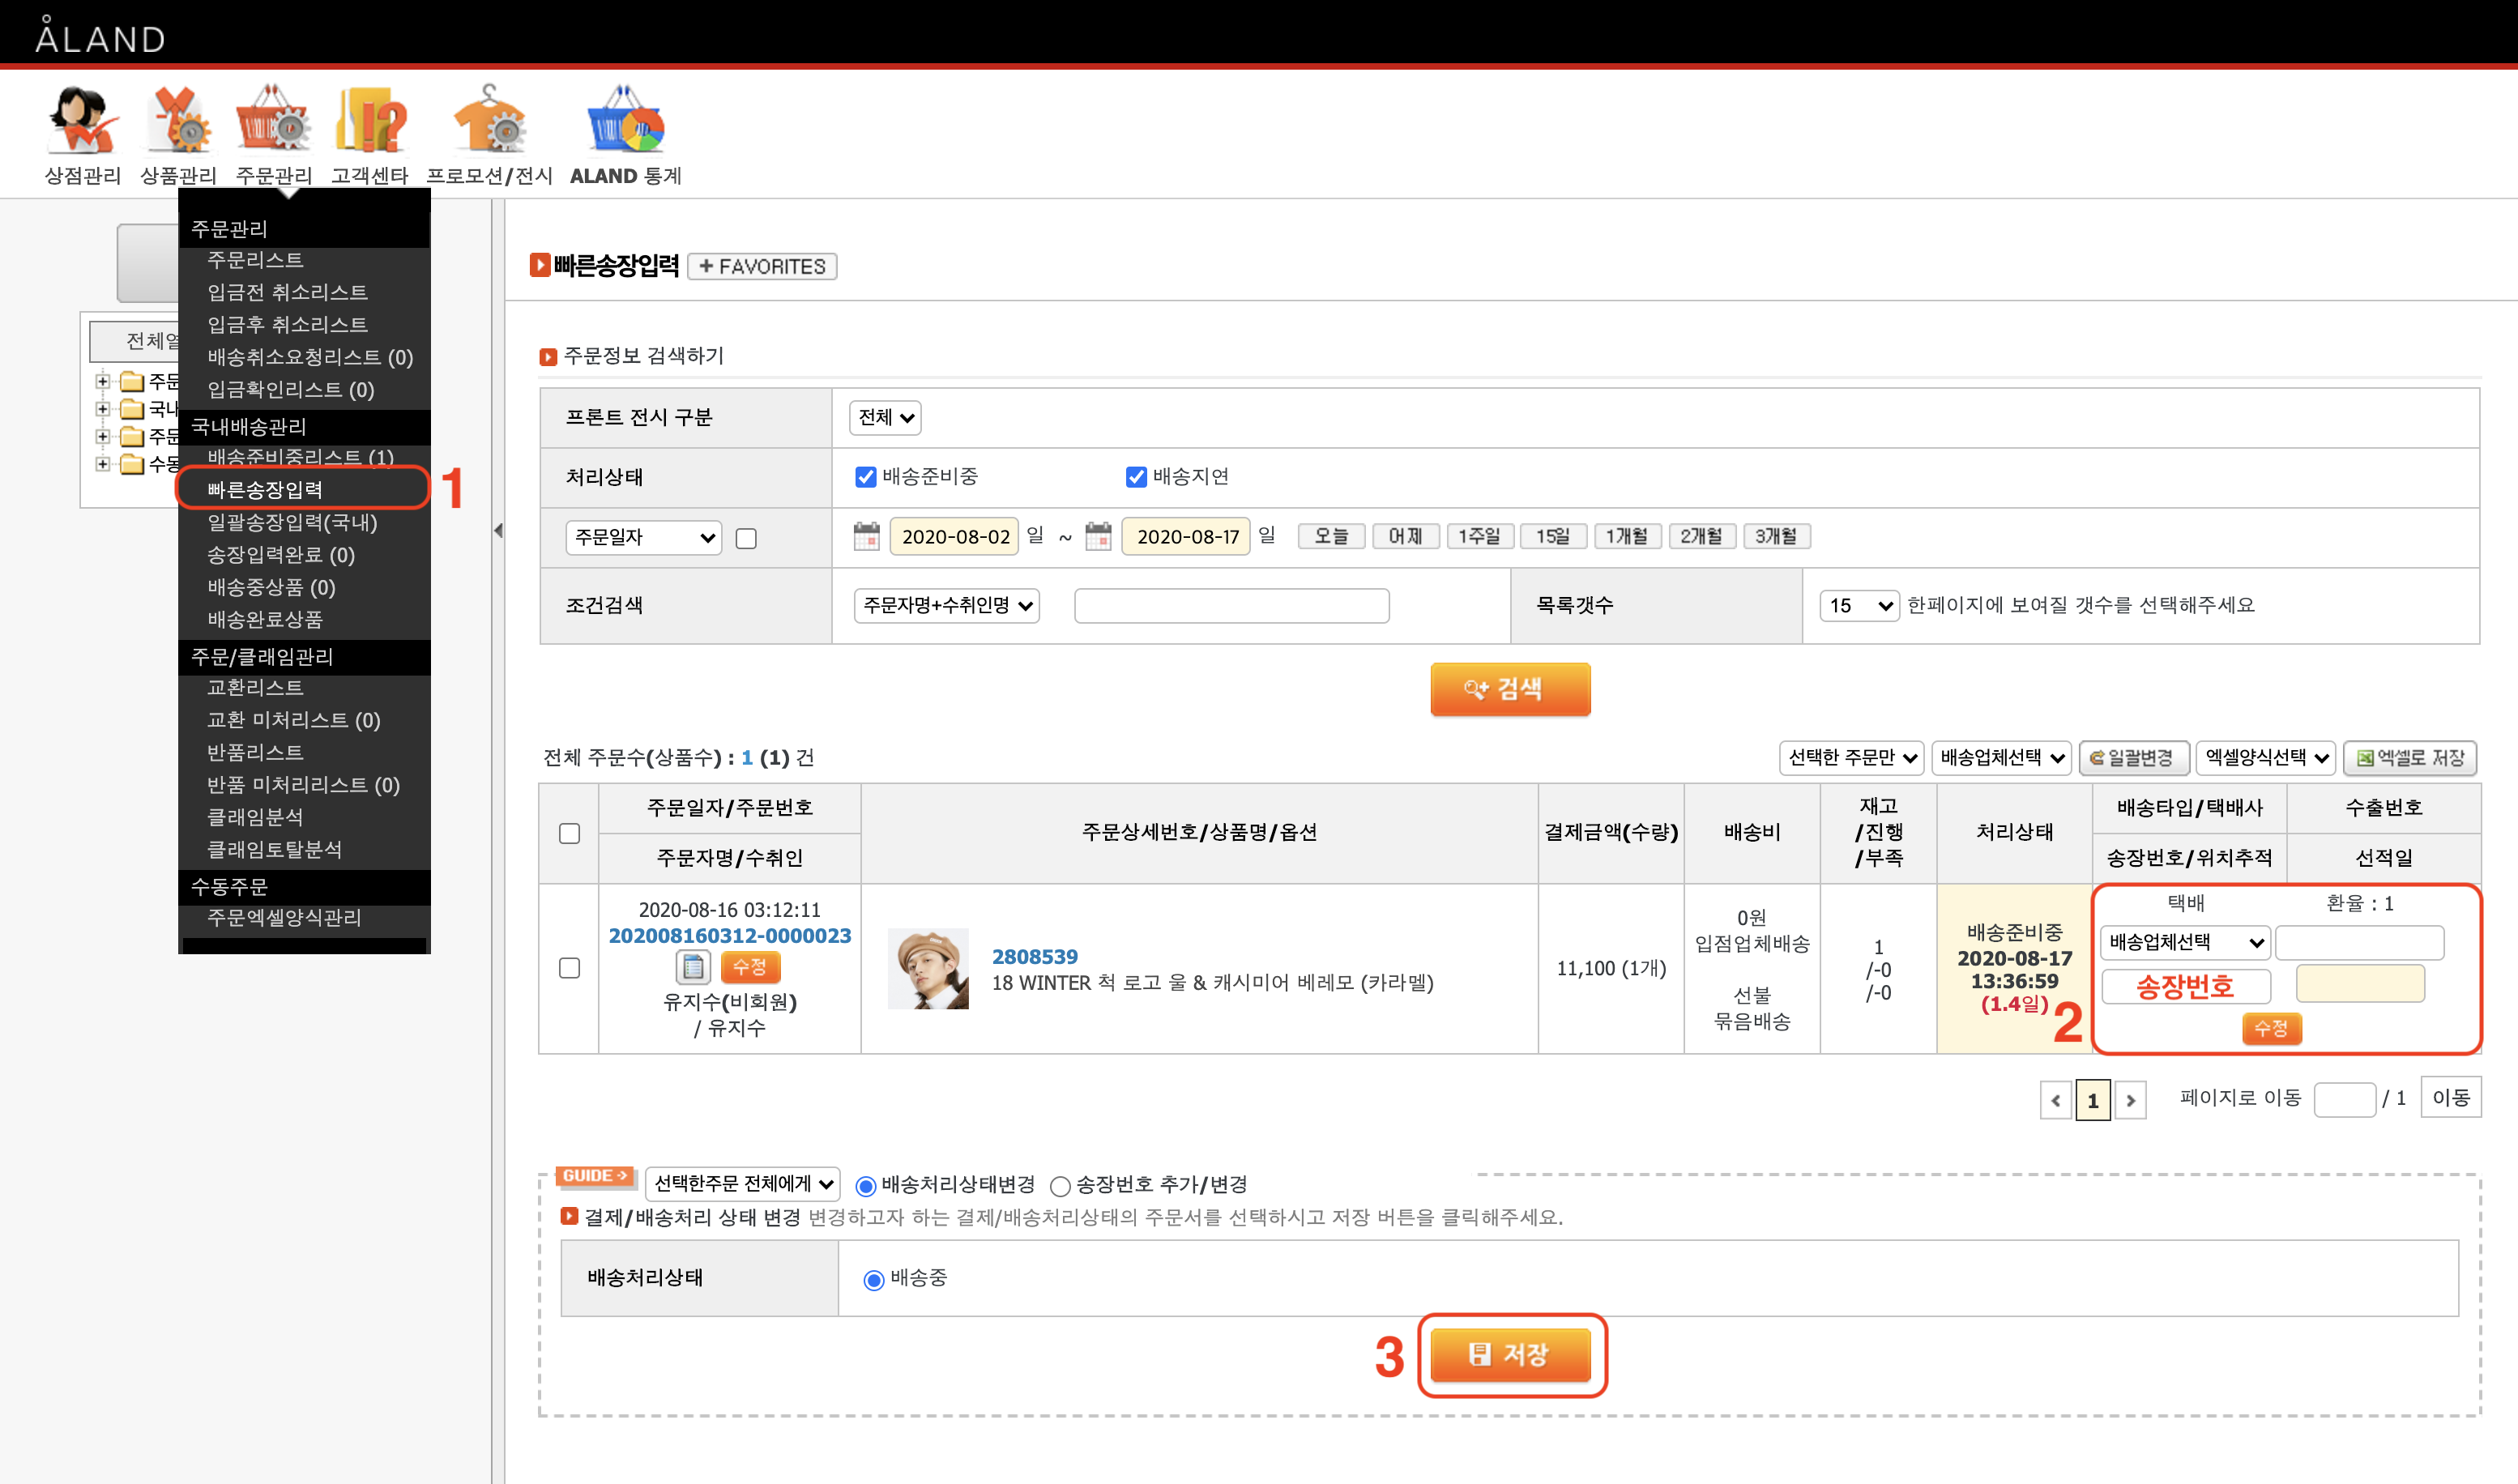 ÅLAND
상점관리
상품관리
주문관리
고객센타
프로모션/전시
ALAND 통계
주문관리
주문리스트
입금전 취소리스트
입금후 취소리스트
배송취소요청리스트 (0)
입금확인리스트 (0)
국내배송관리
배송준비중리스트 (1)
빠른송장입력
1
일괄송장입력(국내)
송장입력완료 (0)
배송중상품 (0)
배송완료상품
주문/클래임관리
교환리스트
교환 미처리스트 (0)
반품리스트
반품 미처리리스트 (0)
클래임분석
클래임토탈분석
수동주문
주문엑셀양식관리
전체열
주문
국내
주문
수동
빠른송장입력
+ FAVORITES
주문정보 검색하기
프론트 전시 구분
전체
처리상태
배송준비중
배송지연
주문일자
2020-08-02 일 ~ 2020-08-17 일
오늘
어제
1주일
15일
1개월
2개월
3개월
조건검색
주문자명+수취인명
목록갯수
15
한페이지에 보여질 갯수를 선택해주세요
검색
전체 주문수(상품수) : 1 (1) 건
선택한 주문만
배송업체선택
일괄변경
엑셀양식선택
엑셀로 저장
주문일자/주문번호
주문자명/수취인
주문상세번호/상품명/옵션
결제금액(수량)
배송비
재고
/진행
/부족
처리상태
배송타입/택배사
송장번호/위치추적
수출번호
선적일
2020-08-16 03:12:11
202008160312-0000023
수정
유지수(비회원)
/ 유지수
2808539
18 WINTER 척 로고 울 & 캐시미어 베레모 (카라멜)
11,100 (1개)
0원
입점업체배송
선불
묶음배송
1
/-0
/-0
배송준비중
2020-08-17
13:36:59
(1.4일)
2
택배
환율 : 1
배송업체선택
송장번호
수정
1
페이지로 이동
/ 1
이동
GUIDE
선택한주문 전체에게
배송처리상태변경
송장번호 추가/변경
결제/배송처리 상태 변경 변경하고자 하는 결제/배송처리상태의 주문서를 선택하시고 저장 버튼을 클릭해주세요.
배송처리상태
배송중
3
저장